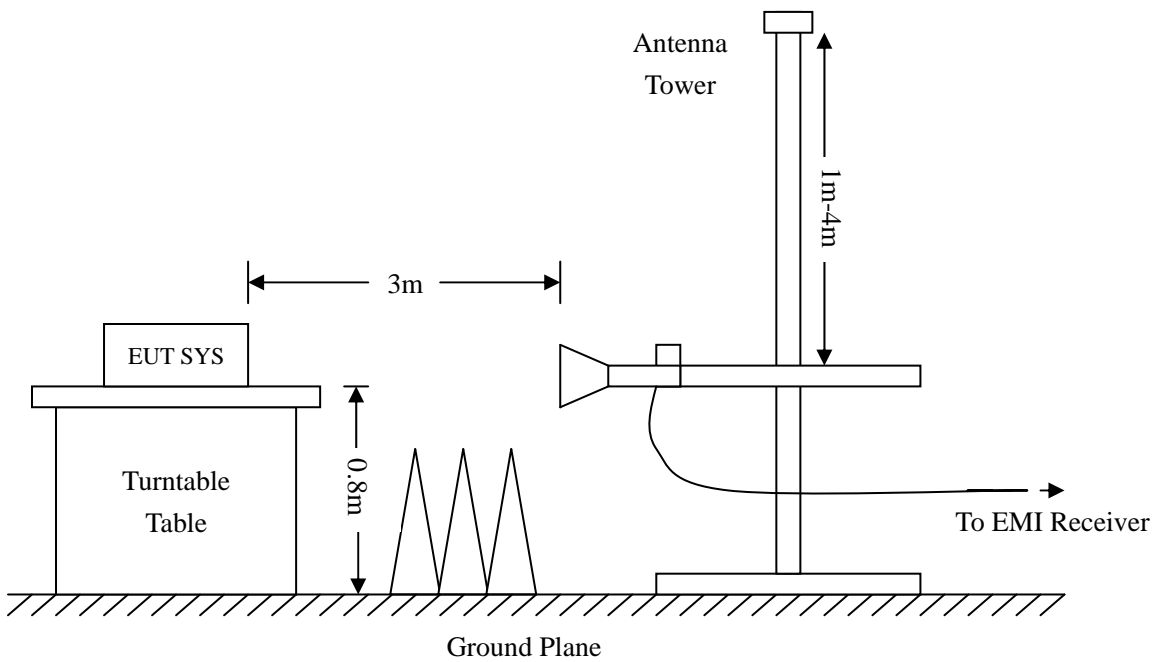 Antenna
Tower
1m-4m
3m
EUT SYS
0.8m
Turntable
Table
To EMI Receiver
Ground Plane